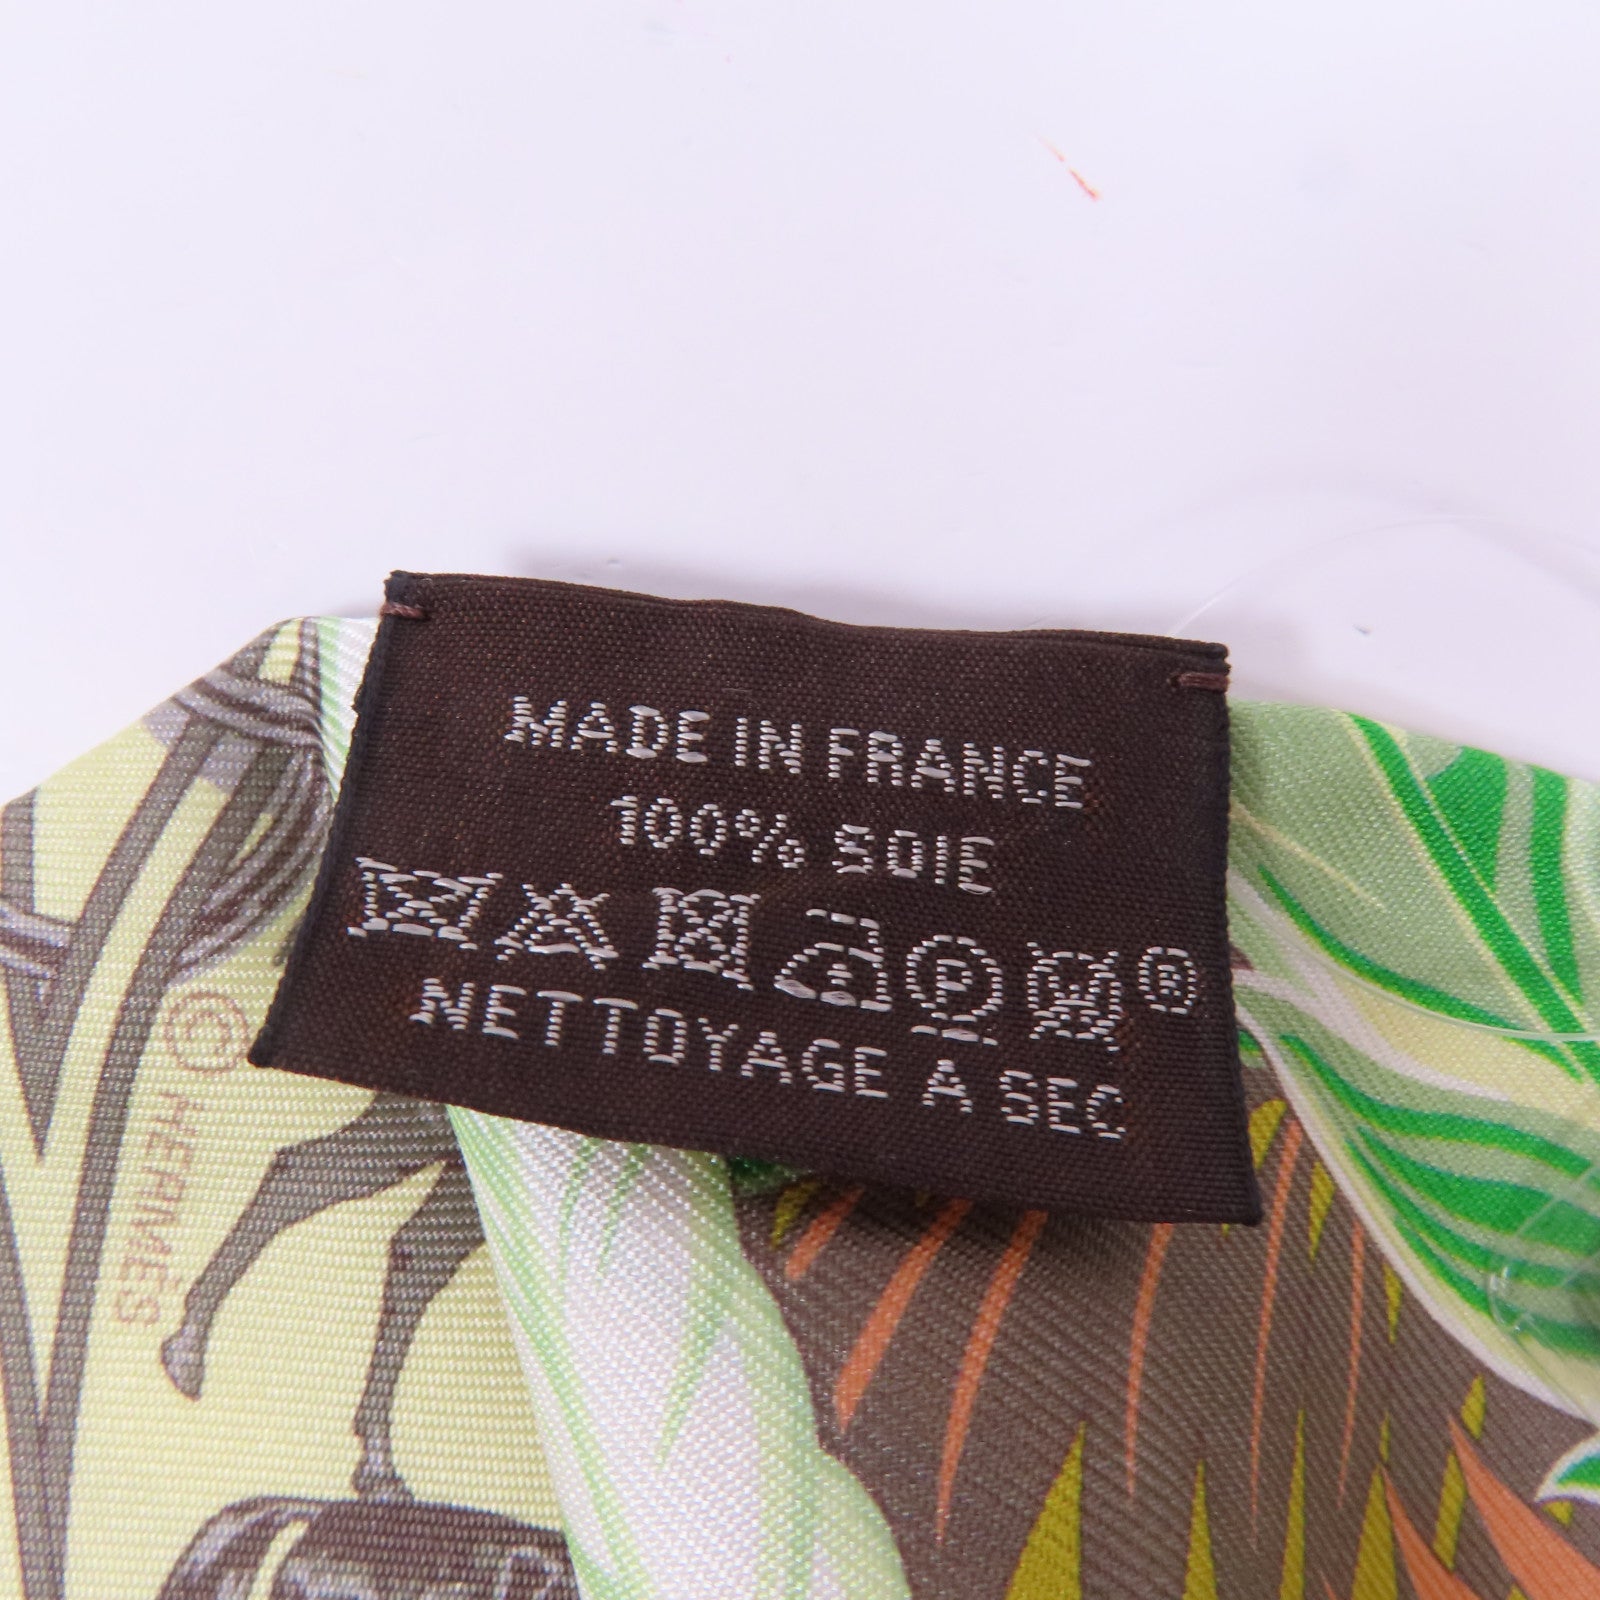 MADE IN FRANCE
100% SOIE
P ®
NETTOYAGE A SEC
© HERMÈS